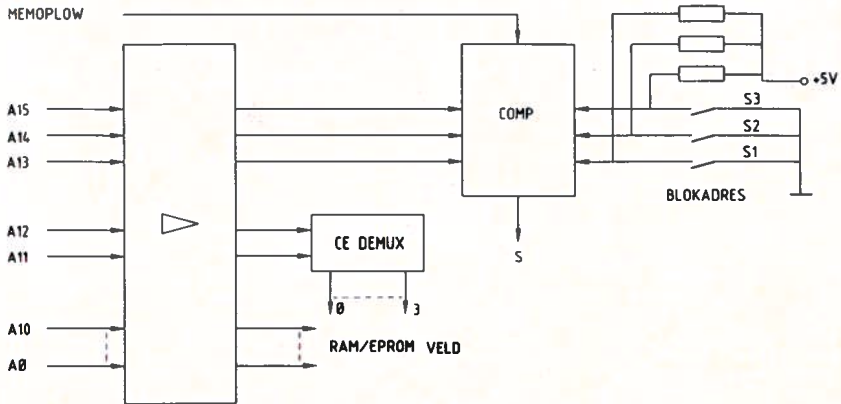 MEMOPLOW
+5V
A15
A14
A13
COMP
S3
S2
S1
BLOKADRES
A12
A11
CE DEMUX
S
0
3
A10
A0
RAM/EPROM VELD